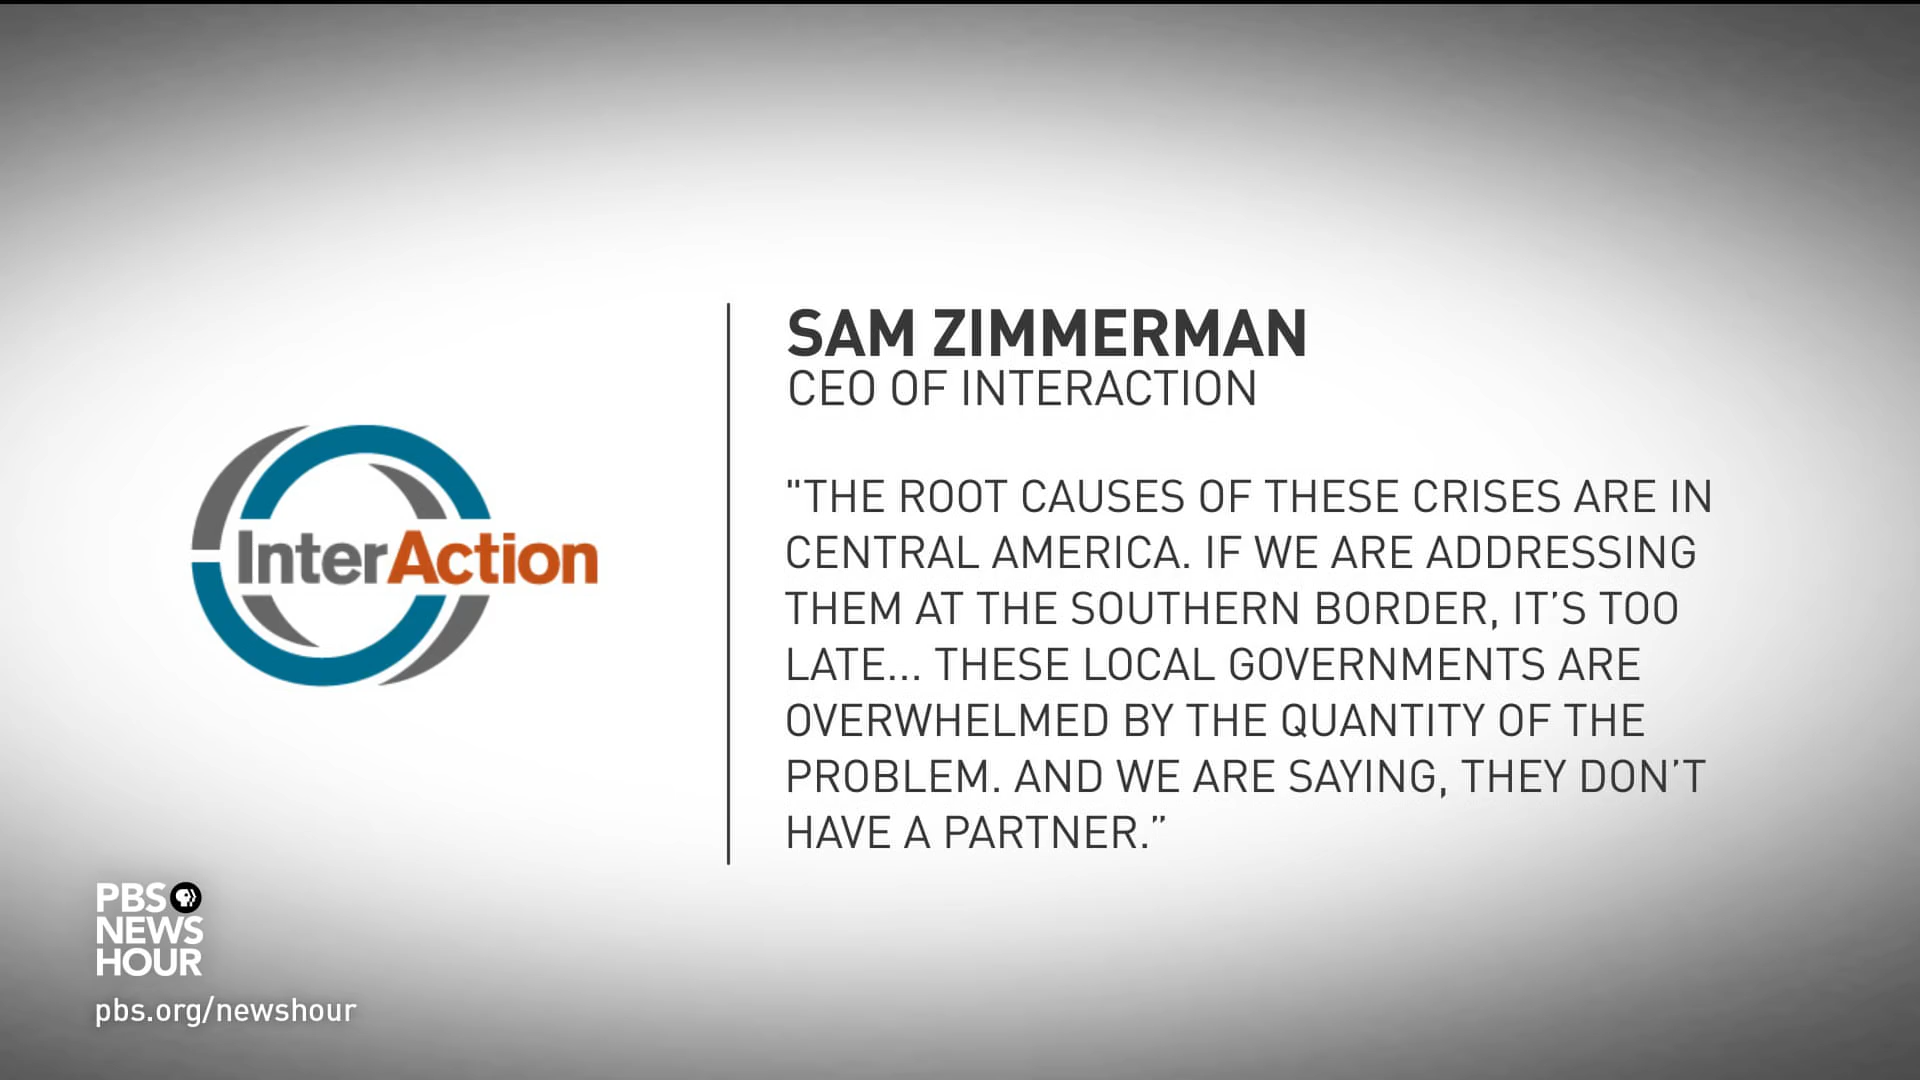 SAM ZIMMERMAN
CEO OF INTERACTION
InterAction
"THE ROOT CAUSES OF THESE CRISES ARE IN
CENTRAL AMERICA. IF WE ARE ADDRESSING
THEM AT THE SOUTHERN BORDER, IT’S TOO
LATE... THESE LOCAL GOVERNMENTS ARE
OVERWHELMED BY THE QUANTITY OF THE
PROBLEM. AND WE ARE SAYING, THEY DON’T
HAVE A PARTNER.”
PBS
NEWS
HOUR
pbs.org/newshour